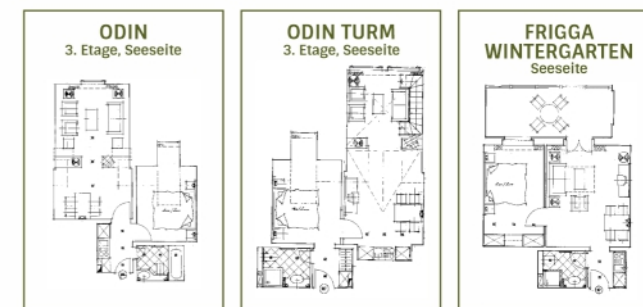 ODIN
3. Etage, Seeseite
ODIN TURM
3. Etage, Seeseite
FRIGGA
WINTERGARTEN
Seeseite